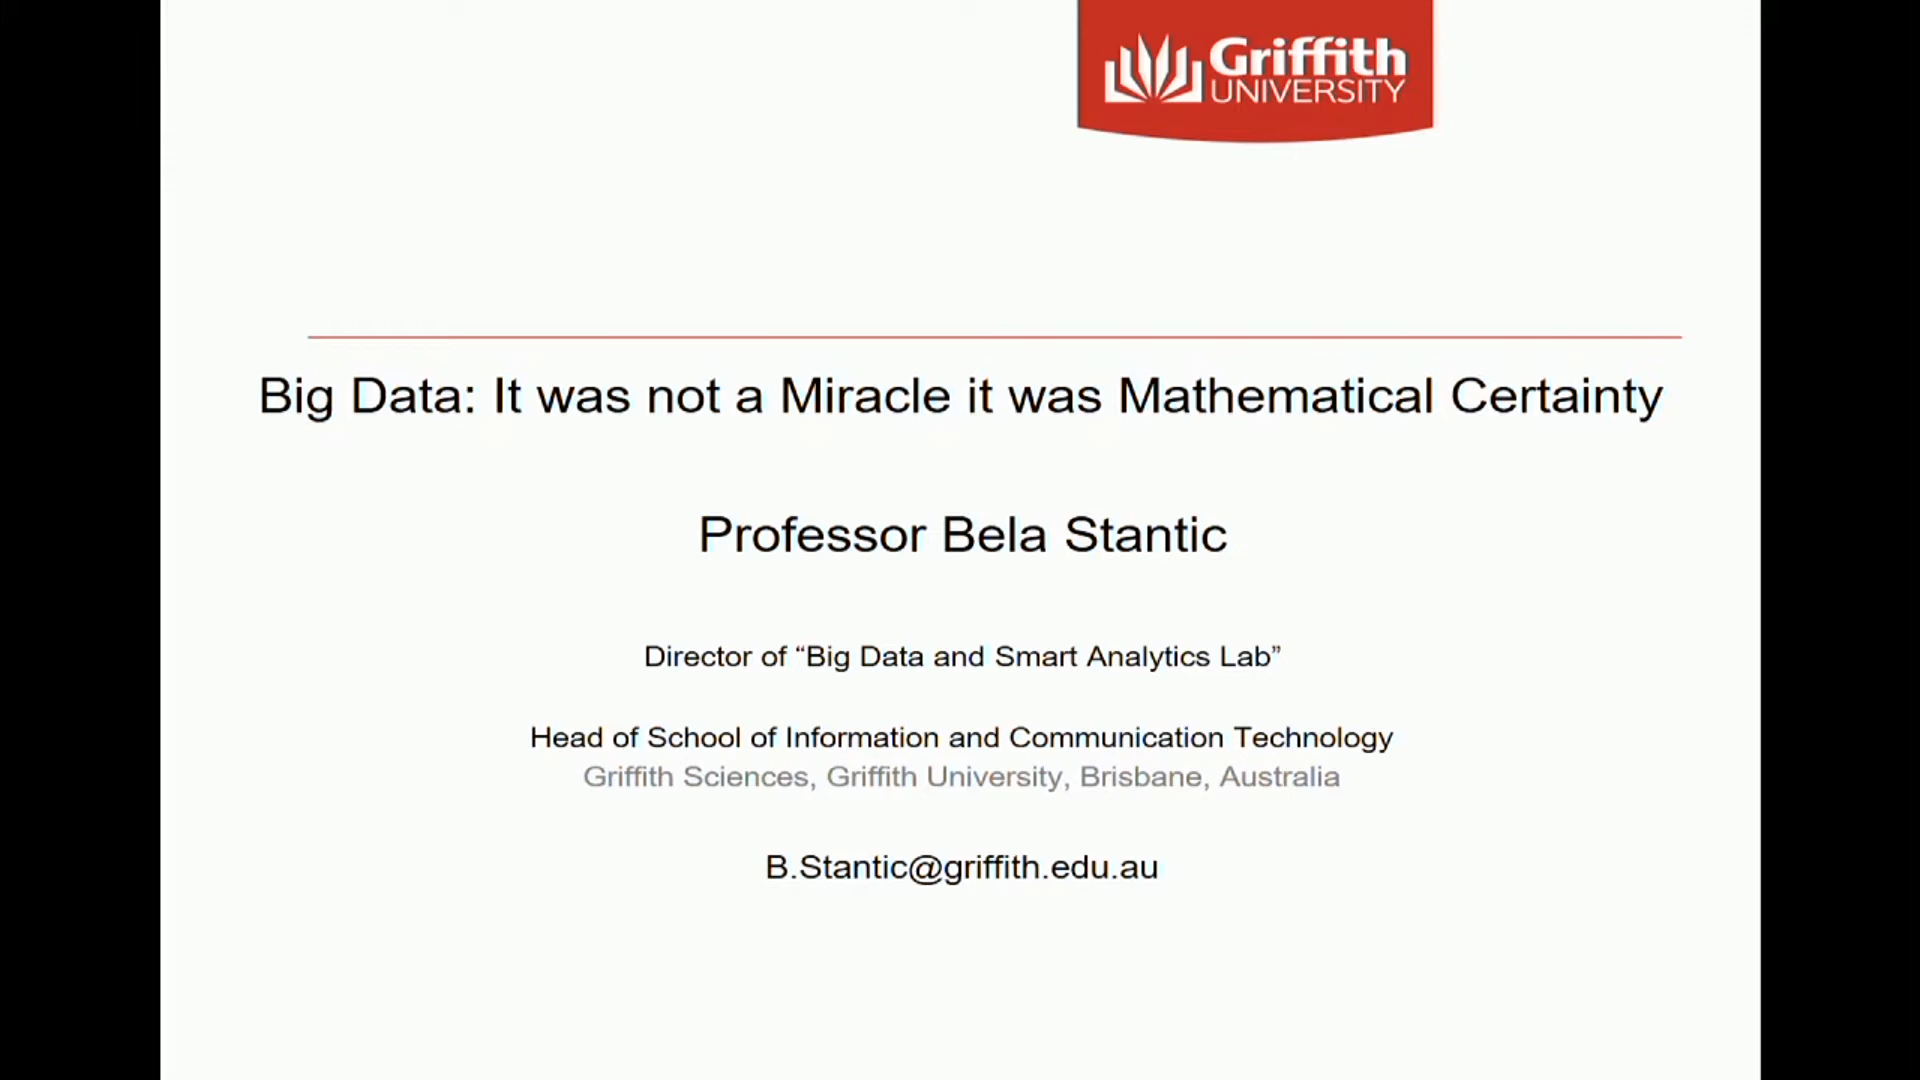 Griffith
UNIVERSITY
Big Data: It was not a Miracle it was Mathematical Certainty
Professor Bela Stantic
Director of “Big Data and Smart Analytics Lab”
Head of School of Information and Communication Technology
Griffith Sciences, Griffith University, Brisbane, Australia
B.Stantic@griffith.edu.au